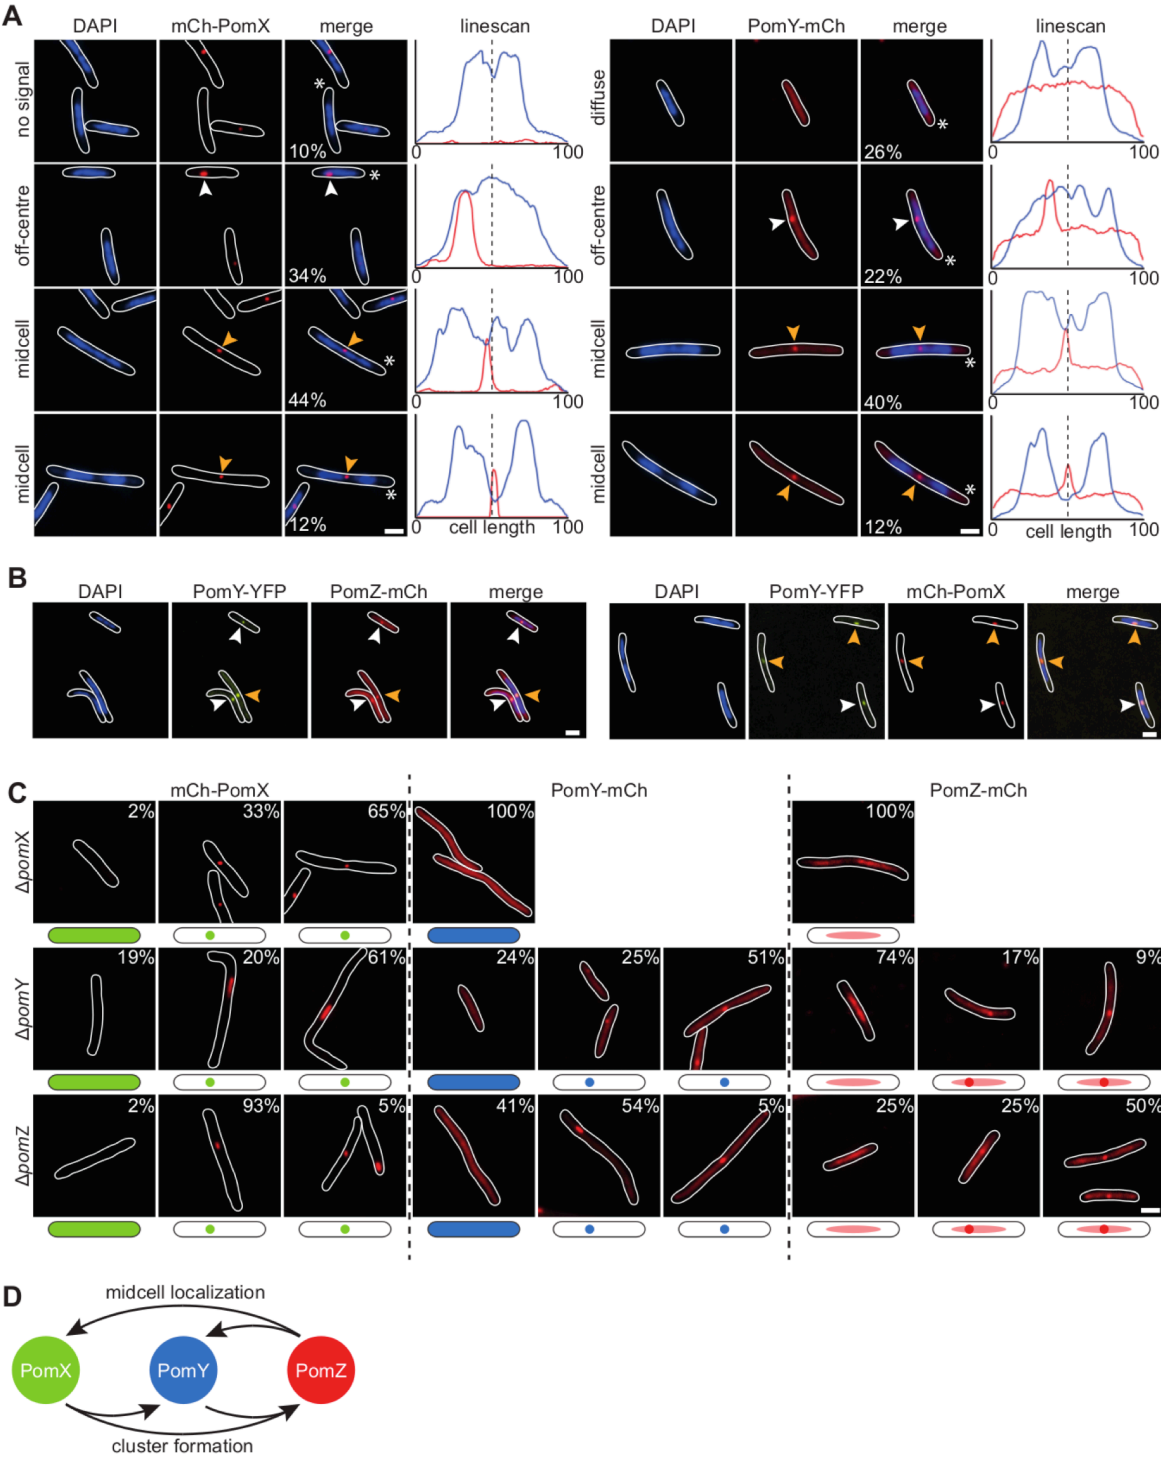 A
DAPI mCh-PomX merge linescan DAPI PomY-mCh merge linescan
no signal * 10% 0 100 diffuse * 26% 0 100
off-centre * 34% 0 100 off-centre * 22% 0 100
midcell * 44% 0 100 midcell * 40% 0 100
midcell * 12% 0 cell length 100 midcell * 12% 0 cell length 100
B
DAPI PomY-YFP PomZ-mCh merge DAPI PomY-YFP mCh-PomX merge
C
mCh-PomX PomY-mCh PomZ-mCh
ΔpomX 2% 33% 65% 100% 100%
ΔpomY 19% 20% 61% 24% 25% 51% 74% 17% 9%
ΔpomZ 2% 93% 5% 41% 54% 5% 25% 25% 50%
D
midcell localization
PomX PomY PomZ
cluster formation